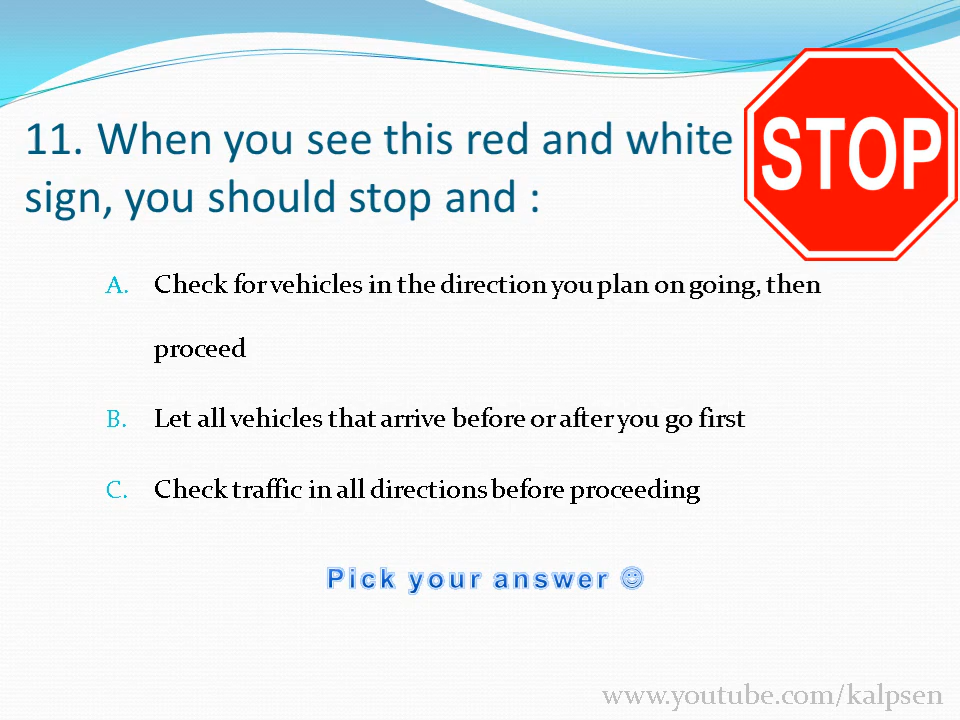 11. When you see this red and white
sign, you should stop and :
STOP
A. Check for vehicles in the direction you plan on going, then
proceed
B. Let all vehicles that arrive before or after you go first
C. Check traffic in all directions before proceeding
Pick your answer ☺
www.youtube.com/kalpsen